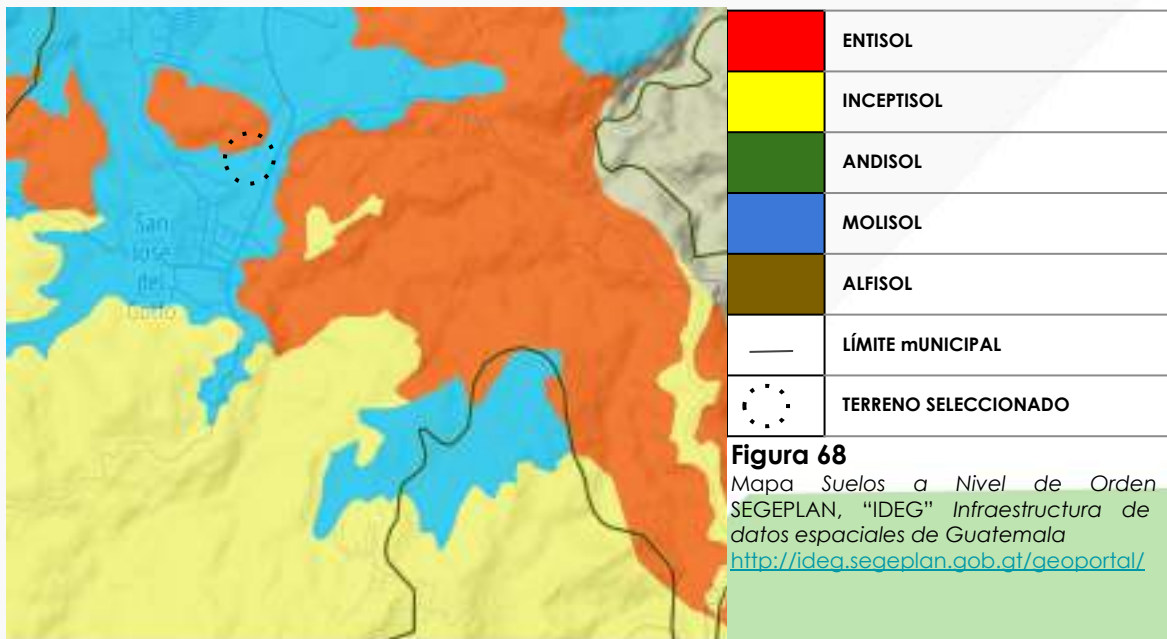 San
José
del
Golfo
ENTISOL
INCEPTISOL
ANDISOL
MOLISOL
ALFISOL
LÍMITE mUNICIPAL
TERRENO SELECCIONADO
Figura 68
Mapa Suelos a Nivel de Orden
SEGEPLAN, “IDEG” Infraestructura de
datos espaciales de Guatemala
http://ideg.segeplan.gob.gt/geoportal/